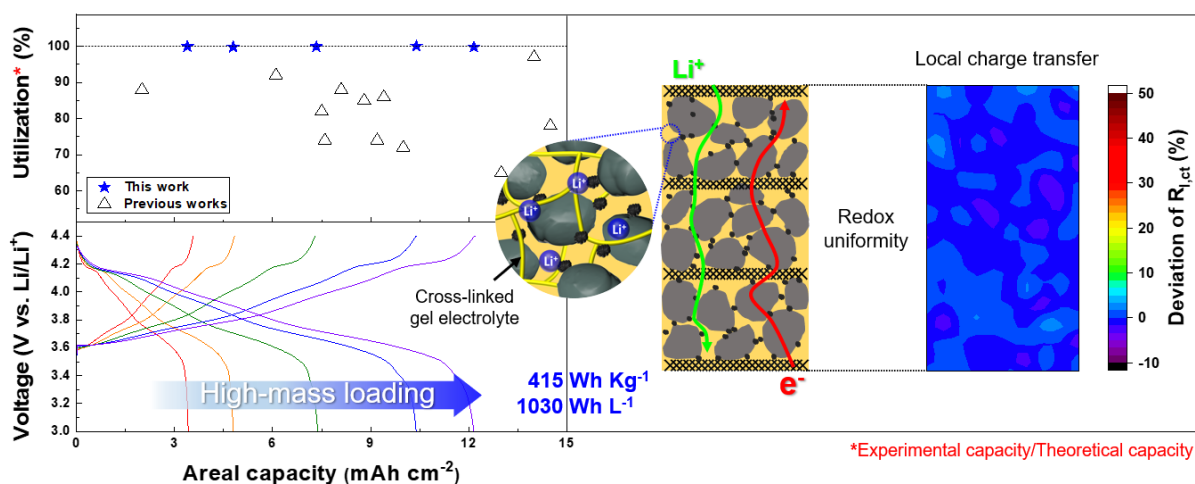 Utilization* (%)
100
90
80
70
60
This work
Previous works
Voltage (V vs. Li/Li⁺)
4.4
4.2
4.0
3.8
3.6
3.4
3.2
3.0
High-mass loading
415 Wh Kg⁻¹
1030 Wh L⁻¹
0
3
6
9
12
15
Areal capacity (mAh cm⁻²)
Li⁺
Li⁺
Li⁺
Li⁺
Cross-linked
gel electrolyte
Li⁺
e⁻
Redox
uniformity
Local charge transfer
50
40
30
20
10
0
-10
Deviation of R_l,ct (%)
*Experimental capacity/Theoretical capacity